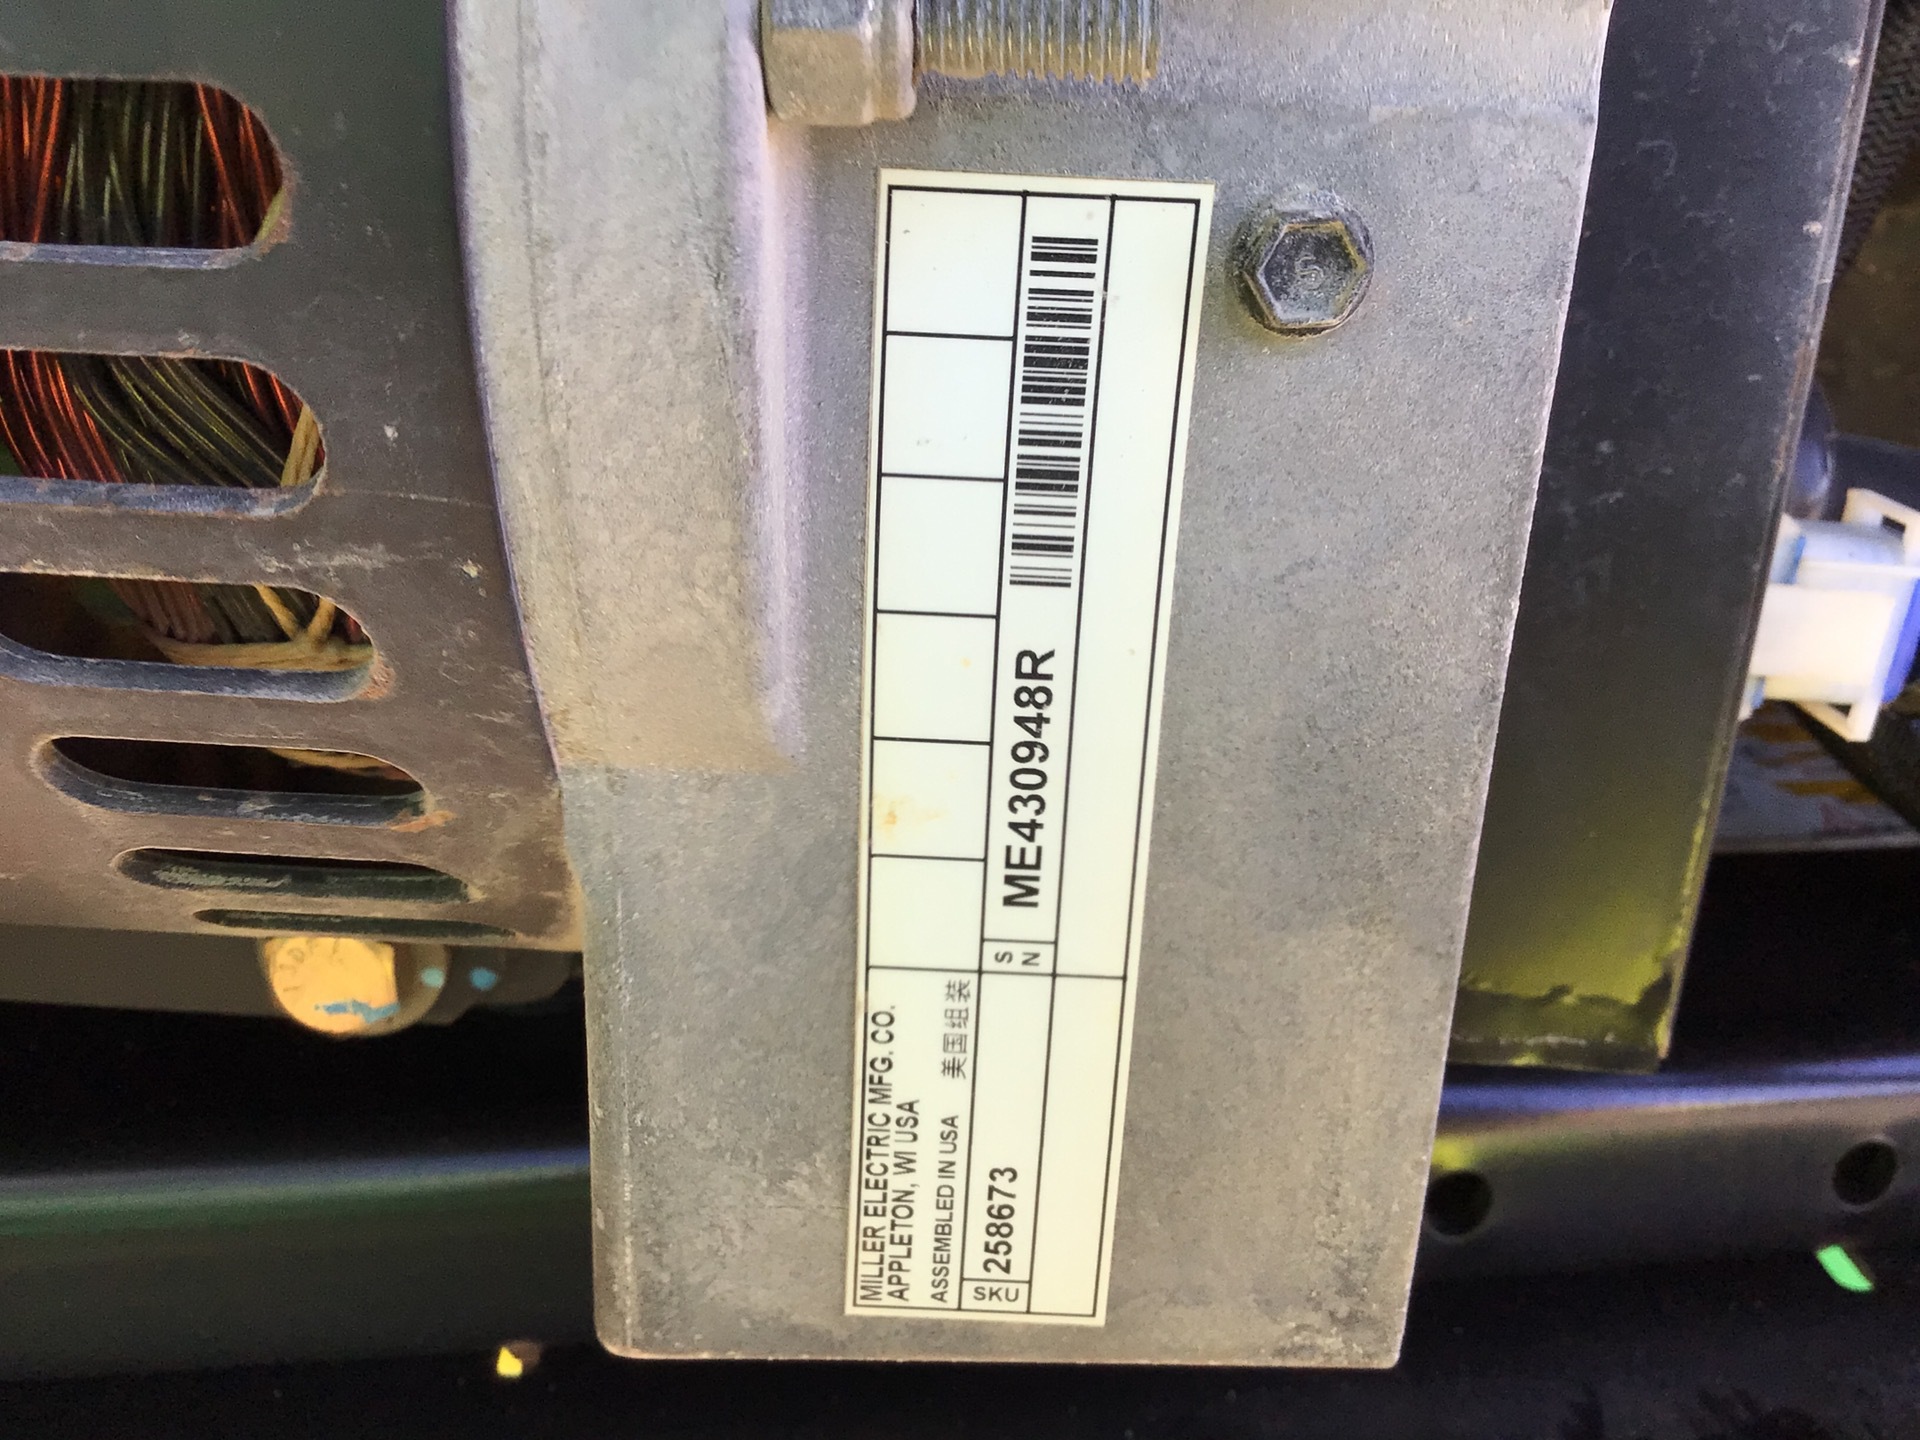 MILLER ELECTRIC MFG. CO.
APPLETON, WI USA
ASSEMBLED IN USA 美国组装
SKU 258673
S N ME430948R